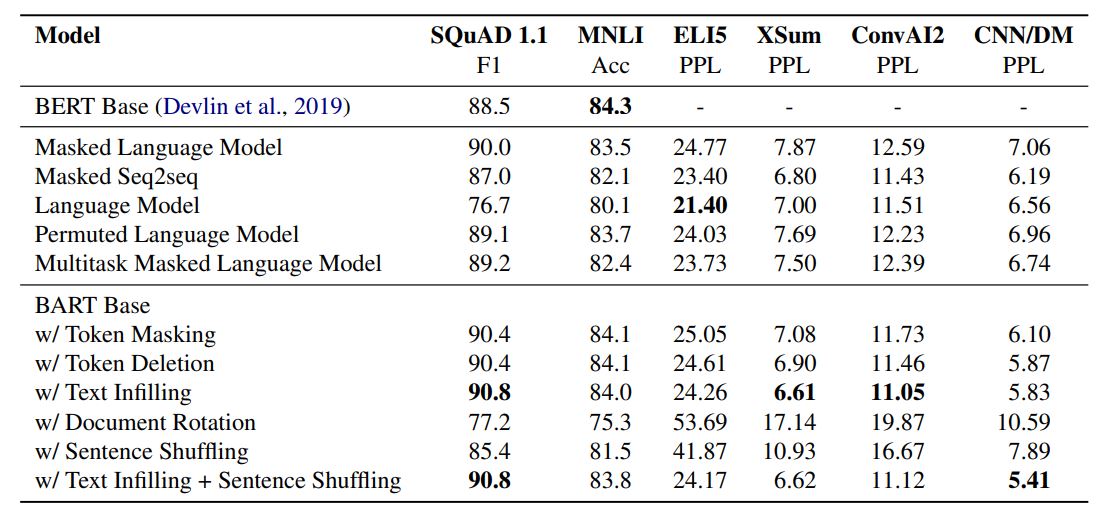 Model SQuAD 1.1 MNLI ELI5 XSum ConvAI2 CNN/DM
F1 Acc PPL PPL PPL PPL
BERT Base (Devlin et al., 2019) 88.5 84.3 - - - -
Masked Language Model 90.0 83.5 24.77 7.87 12.59 7.06
Masked Seq2seq 87.0 82.1 23.40 6.80 11.43 6.19
Language Model 76.7 80.1 21.40 7.00 11.51 6.56
Permuted Language Model 89.1 83.7 24.03 7.69 12.23 6.96
Multitask Masked Language Model 89.2 82.4 23.73 7.50 12.39 6.74
BART Base
w/ Token Masking 90.4 84.1 25.05 7.08 11.73 6.10
w/ Token Deletion 90.4 84.1 24.61 6.90 11.46 5.87
w/ Text Infilling 90.8 84.0 24.26 6.61 11.05 5.83
w/ Document Rotation 77.2 75.3 53.69 17.14 19.87 10.59
w/ Sentence Shuffling 85.4 81.5 41.87 10.93 16.67 7.89
w/ Text Infilling + Sentence Shuffling 90.8 83.8 24.17 6.62 11.12 5.41